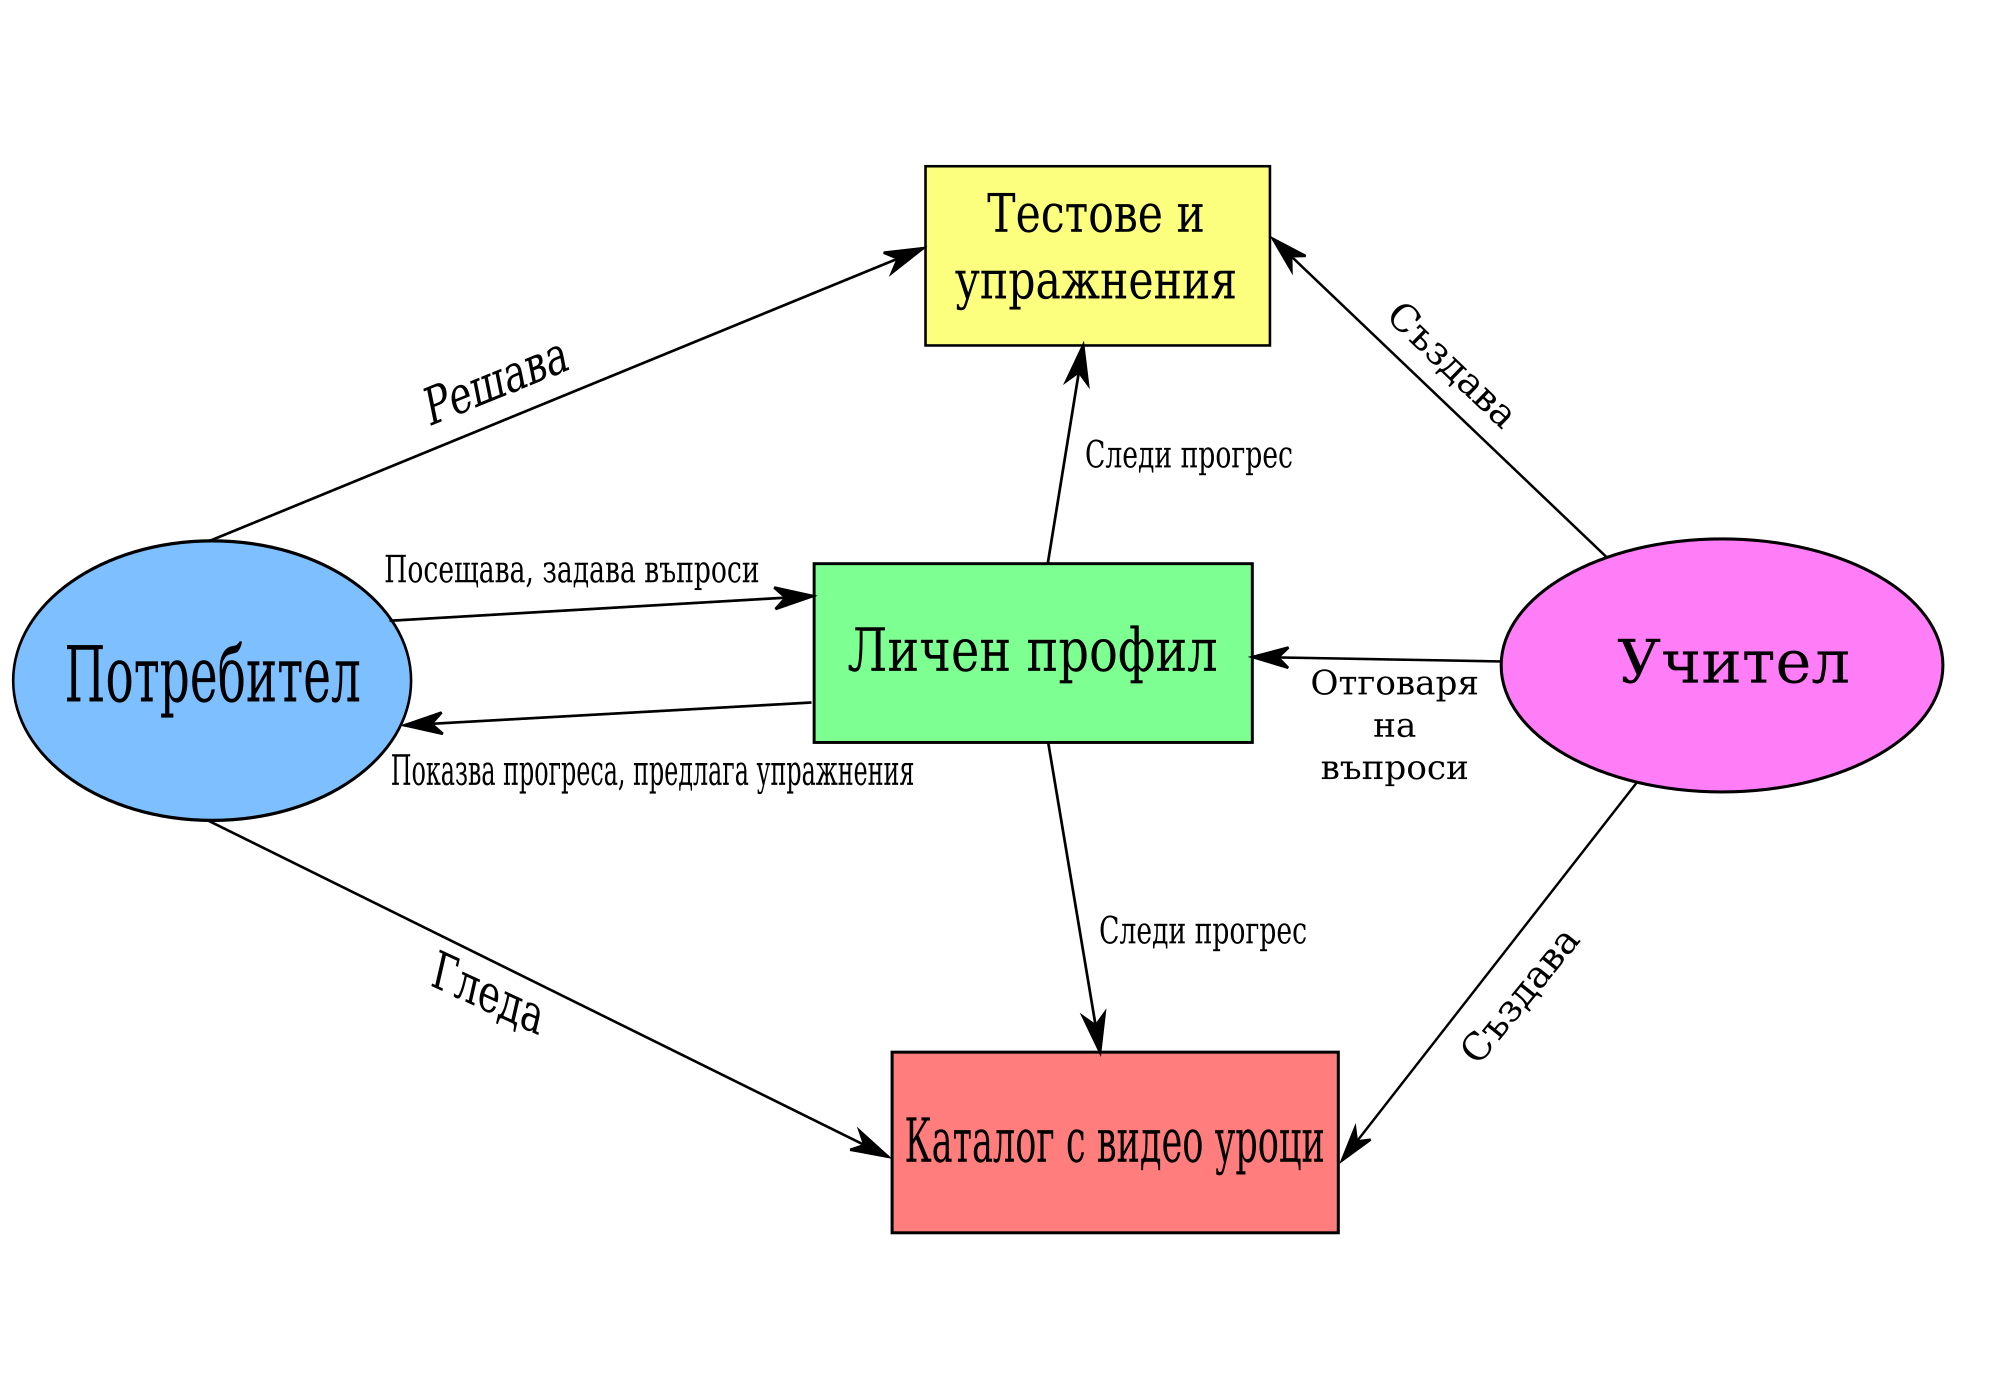 Тестове и
упражнения
Създава
Решава
Следи прогрес
Посещава, задава въпроси
Потребител
Личен профил
Учител
Отговаря
на
въпроси
Показва прогреса, предлага упражнения
Следи прогрес
Гледа
Създава
Каталог с видео уроци